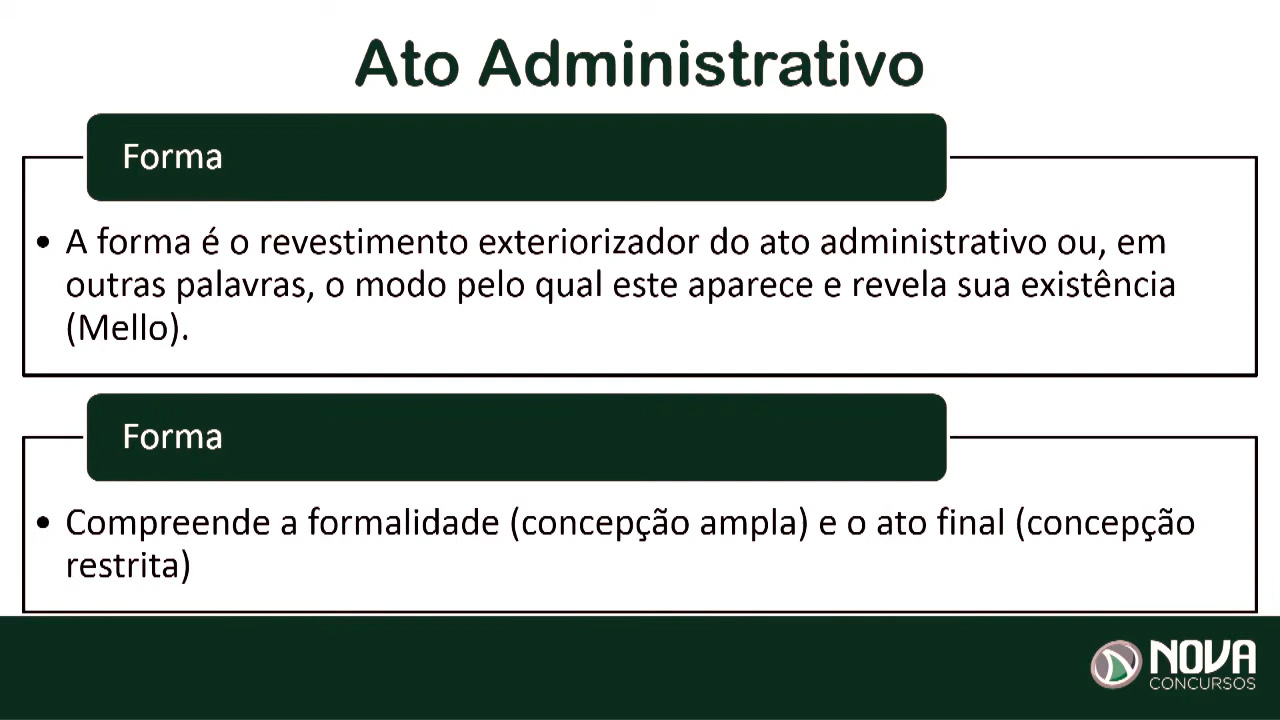 Ato Administrativo
Forma
• A forma é o revestimento exteriorizador do ato administrativo ou, em
outras palavras, o modo pelo qual este aparece e revela sua existência
(Mello).
Forma
• Compreende a formalidade (concepção ampla) e o ato final (concepção
restrita)
NOVA
CONCURSOS